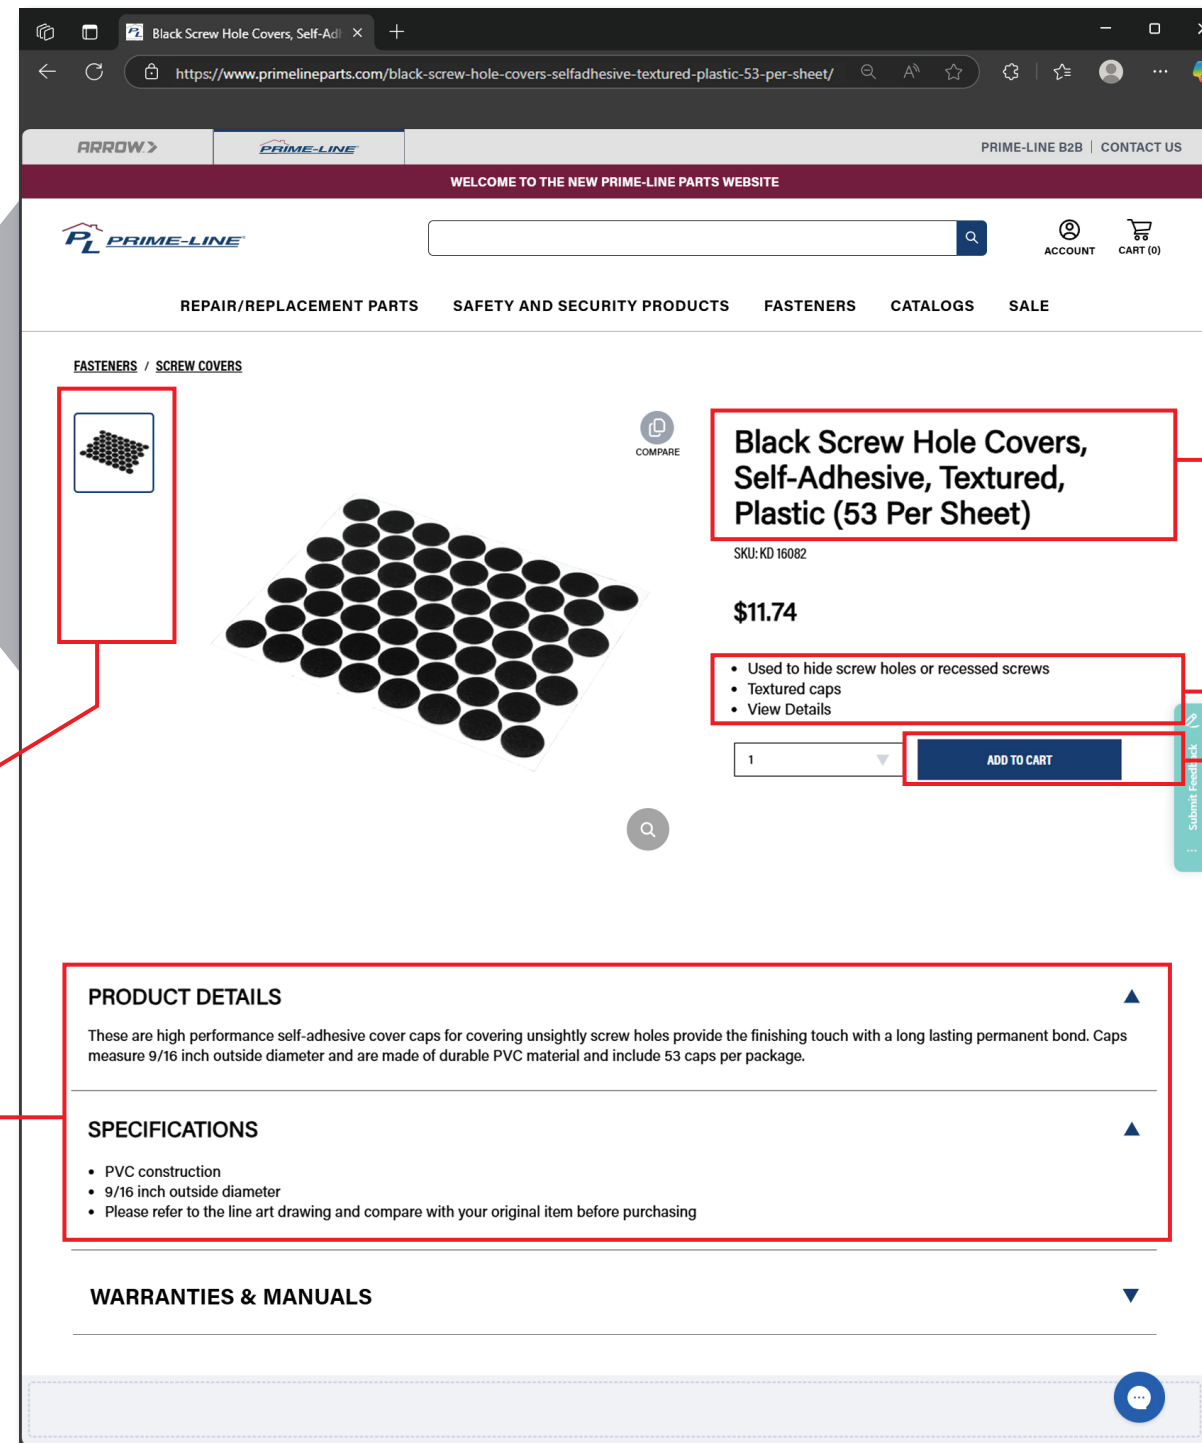 Black Screw Hole Covers, Self-Adh
https://www.primelineparts.com/black-screw-hole-covers-selfadhesive-textured-plastic-53-per-sheet/
ARROW
PRIME-LINE
PRIME-LINE B2B | CONTACT US
WELCOME TO THE NEW PRIME-LINE PARTS WEBSITE
PL PRIME-LINE
ACCOUNT
CART (0)
REPAIR/REPLACEMENT PARTS SAFETY AND SECURITY PRODUCTS FASTENERS CATALOGS SALE
FASTENERS / SCREW COVERS
COMPARE
Black Screw Hole Covers,
Self-Adhesive, Textured,
Plastic (53 Per Sheet)
SKU: KD 16082
$11.74
• Used to hide screw holes or recessed screws
• Textured caps
• View Details
1
ADD TO CART
Submit Feedback
PRODUCT DETAILS
These are high performance self-adhesive cover caps for covering unsightly screw holes provide the finishing touch with a long lasting permanent bond. Caps
measure 9/16 inch outside diameter and are made of durable PVC material and include 53 caps per package.
SPECIFICATIONS
• PVC construction
• 9/16 inch outside diameter
• Please refer to the line art drawing and compare with your original item before purchasing
WARRANTIES & MANUALS